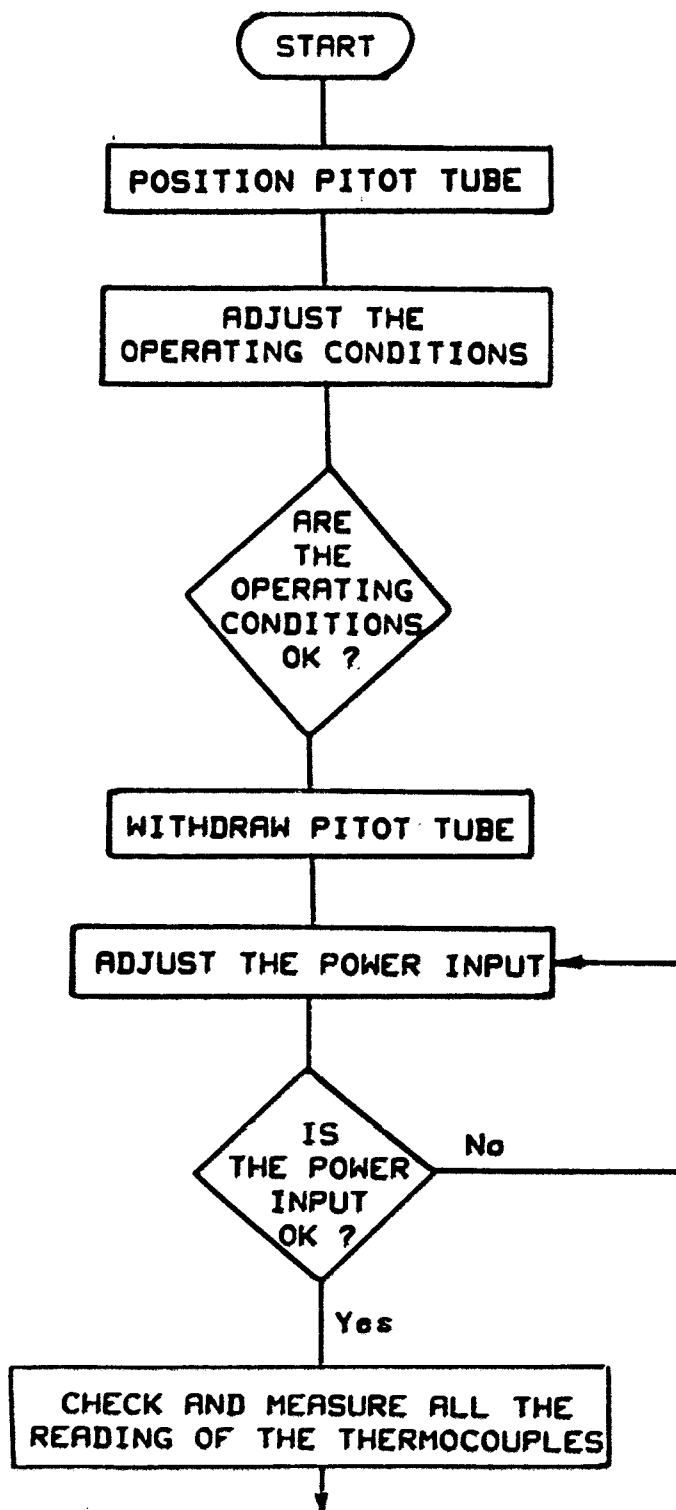 START
POSITION PITOT TUBE
ADJUST THE
OPERATING CONDITIONS
ARE
THE
OPERATING
CONDITIONS
OK ?
WITHDRAW PITOT TUBE
ADJUST THE POWER INPUT
IS
THE POWER
INPUT
OK ?
No
Yes
CHECK AND MEASURE ALL THE
READING OF THE THERMOCOUPLES